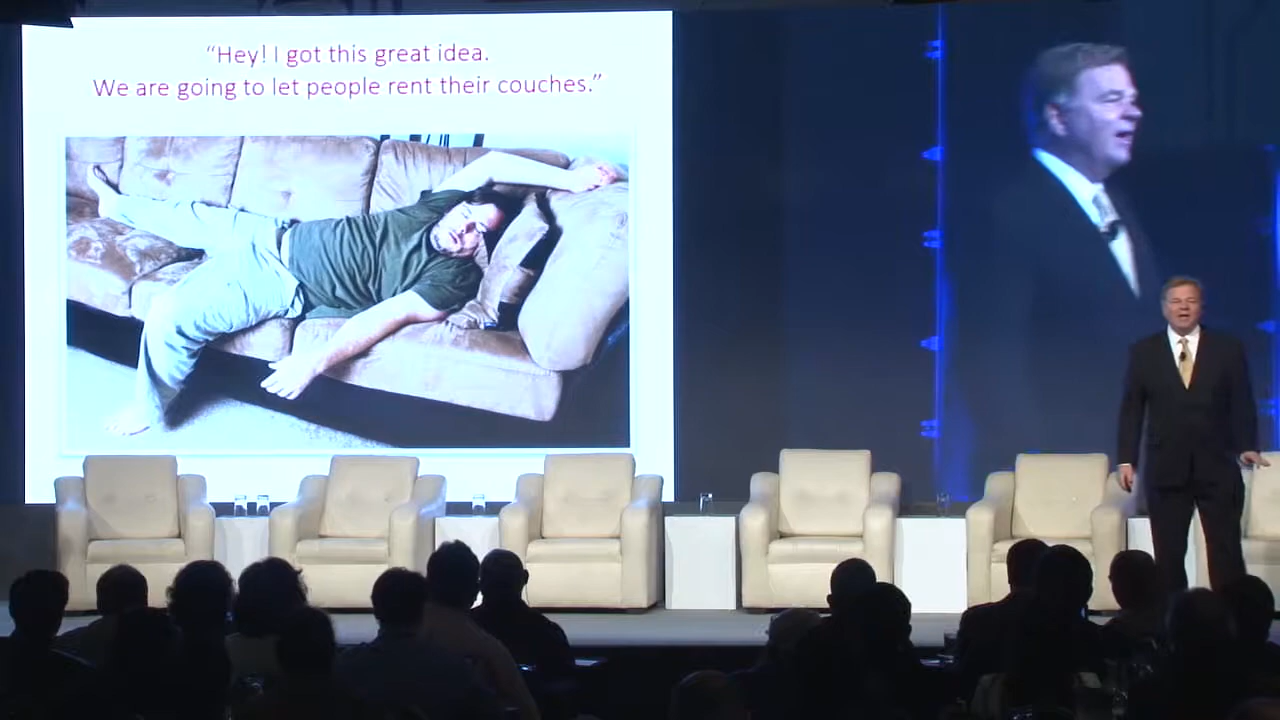 “Hey! I got this great idea.
We are going to let people rent their couches.”